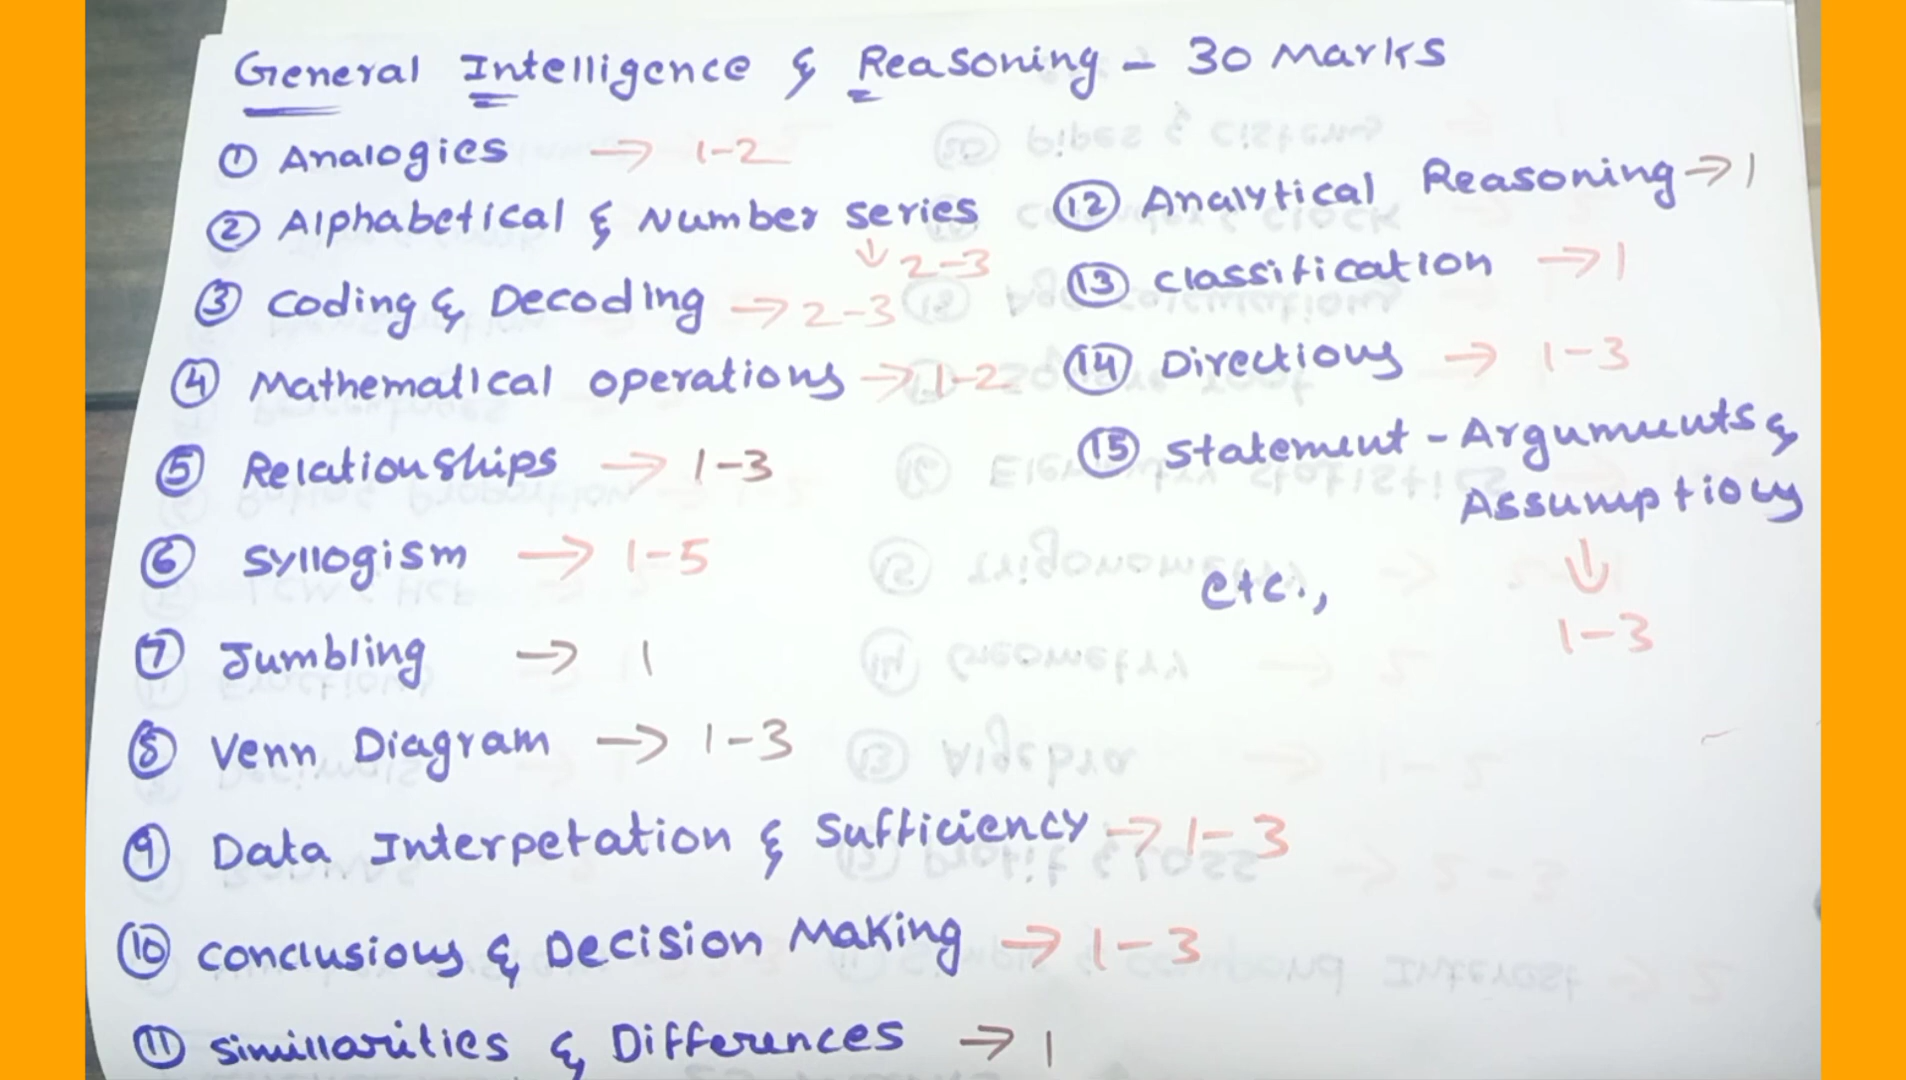 General Intelligence & Reasoning - 30 Marks
① Analogies → 1-2
② Alphabetical & Number series
↓ 2-3
③ Coding & Decoding → 2-3
④ Mathematical operations → 1-2
⑤ Relationships → 1-3
⑥ Syllogism → 1-5
⑦ Jumbling → 1
⑧ Venn Diagram → 1-3
⑨ Data Interpetation & Sufficiency → 1-3
⑩ Conclusions & Decision Making → 1-3
⑪ Simillarities & Differences → 1
⑫ Analytical Reasoning → 1
⑬ Classification → 1
⑭ Directions → 1-3
⑮ Statement - Arguments &
Assumptions
↓
1-3
etc.,